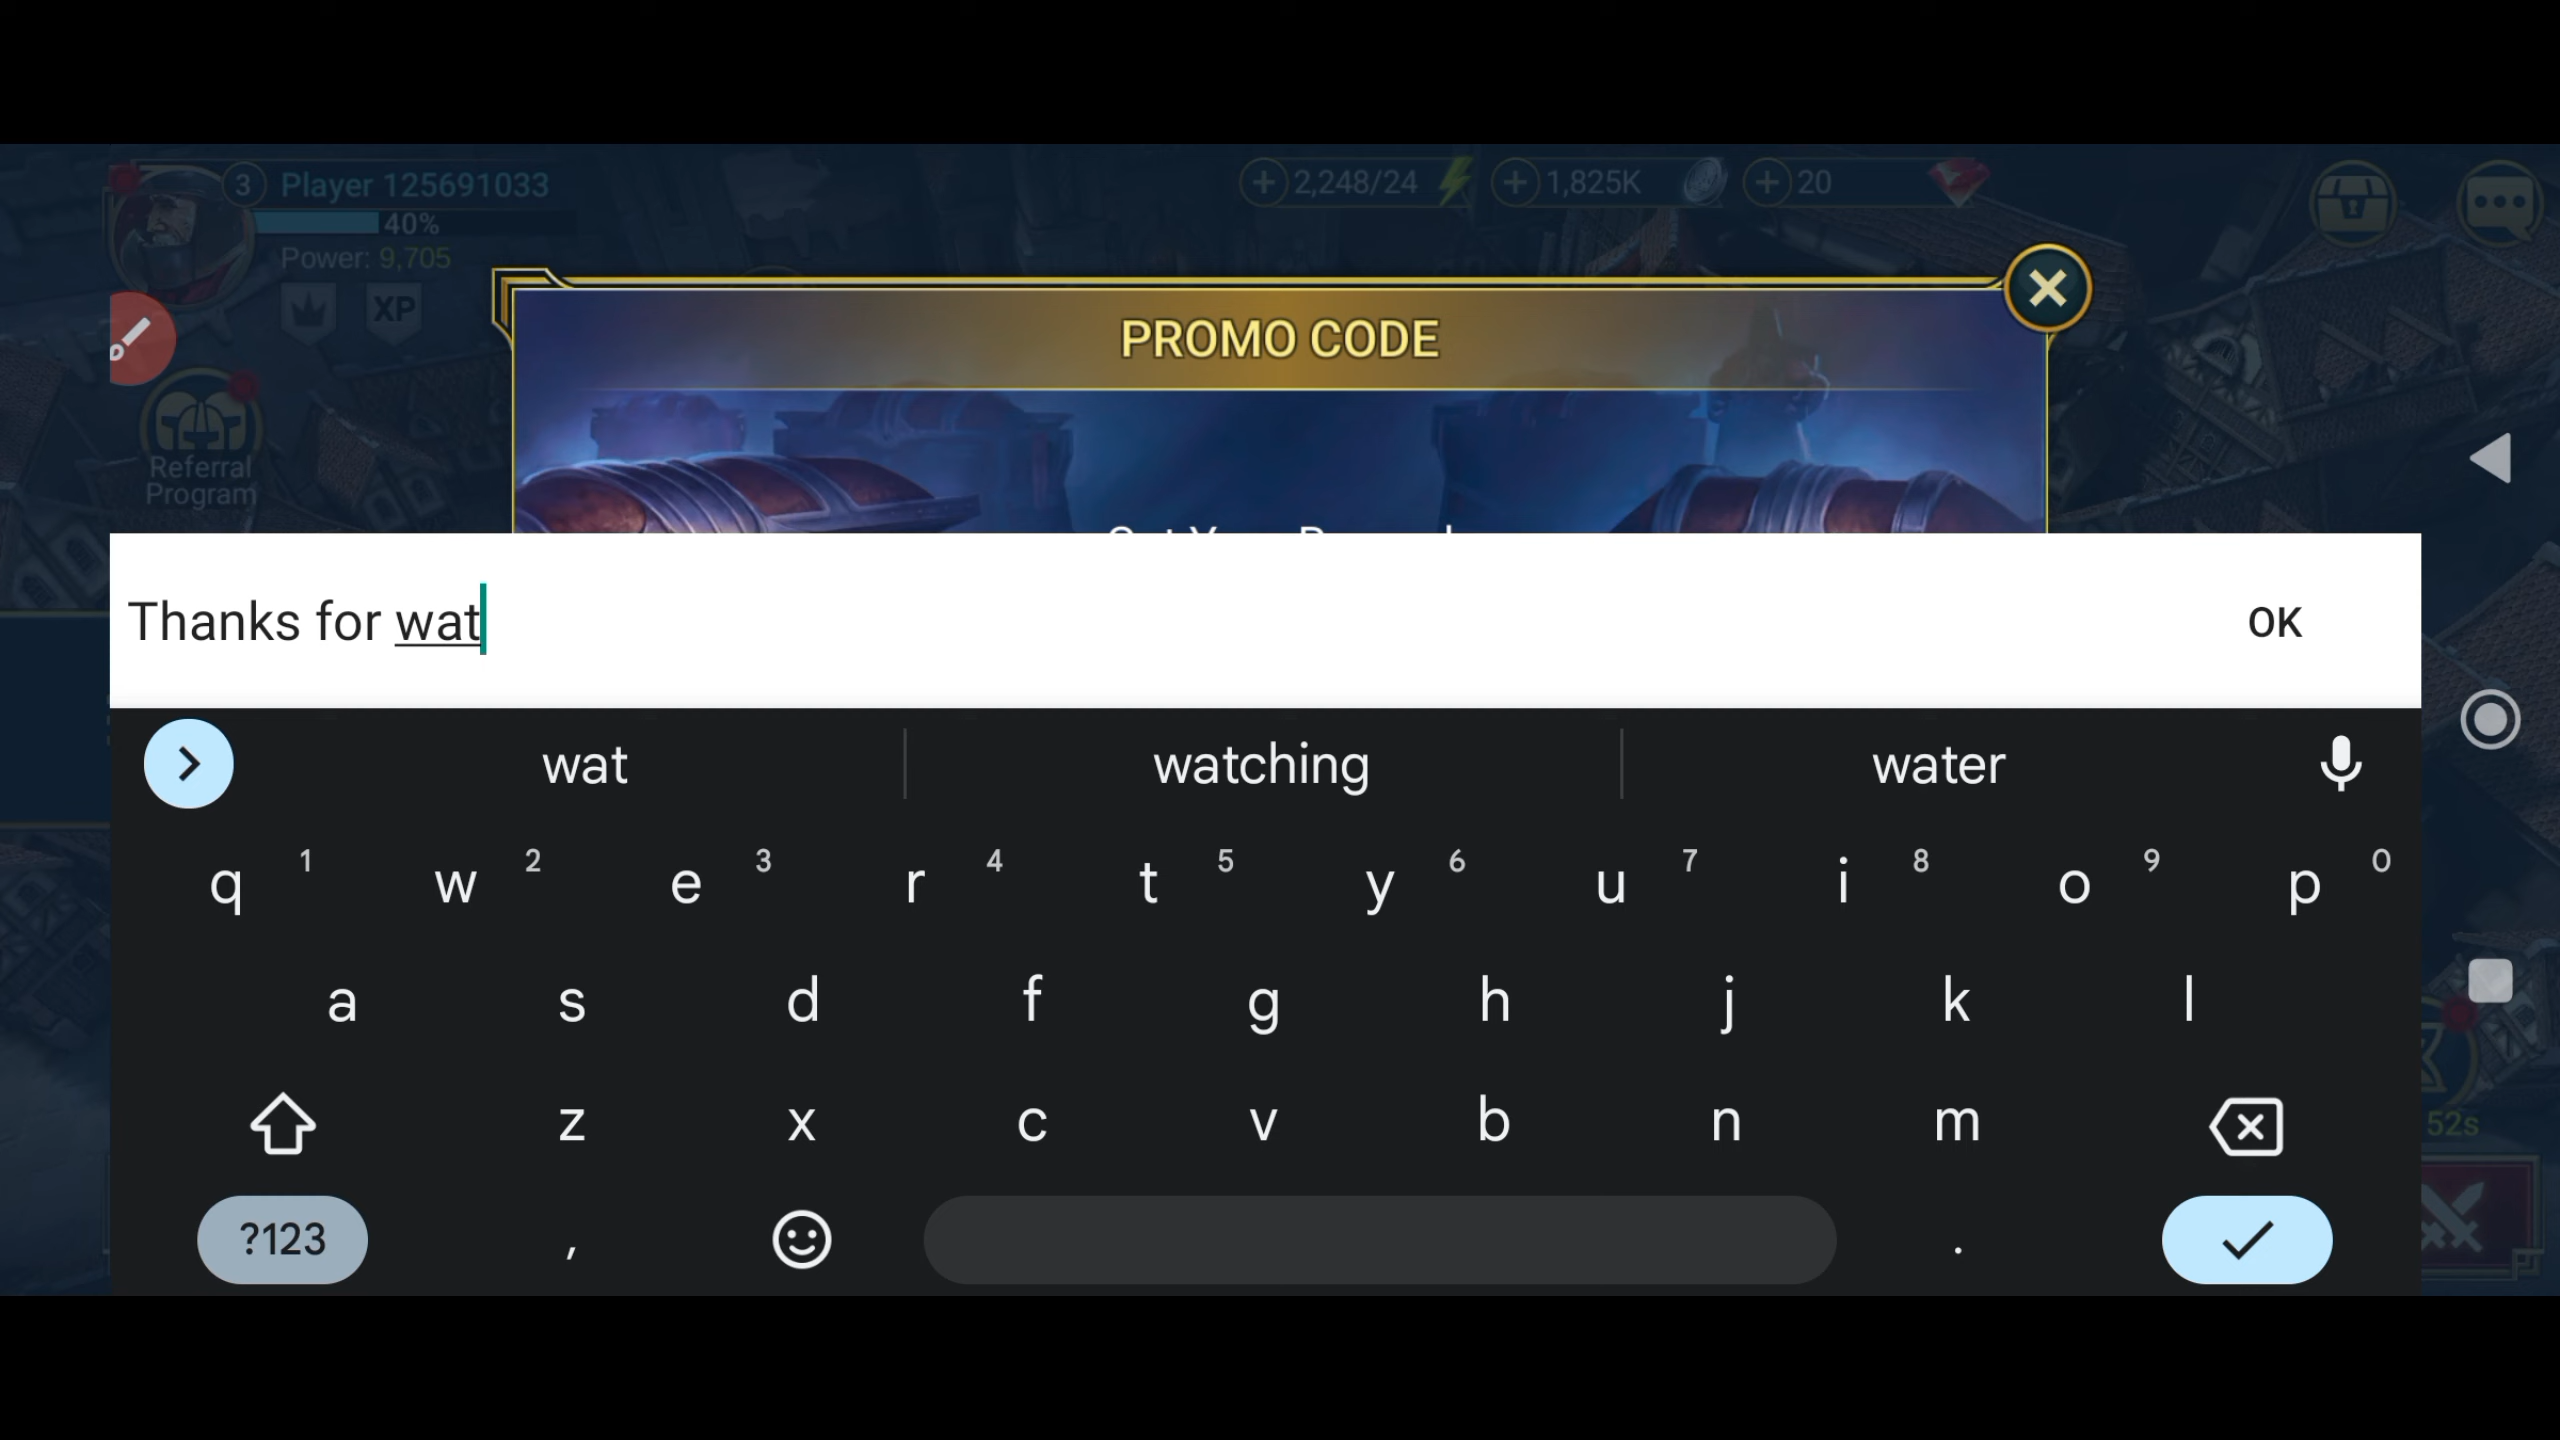 3 Player 125691033
40%
Power: 9,705
XP
2,248/24
1,825K
20
Referral
Program
PROMO CODE
Thanks for wat
OK
wat watching water
q 1 w 2 e 3 r 4 t 5 y 6 u 7 i 8 o 9 p 0
a s d f g h j k l
z x c v b n m
52s
?123 , .